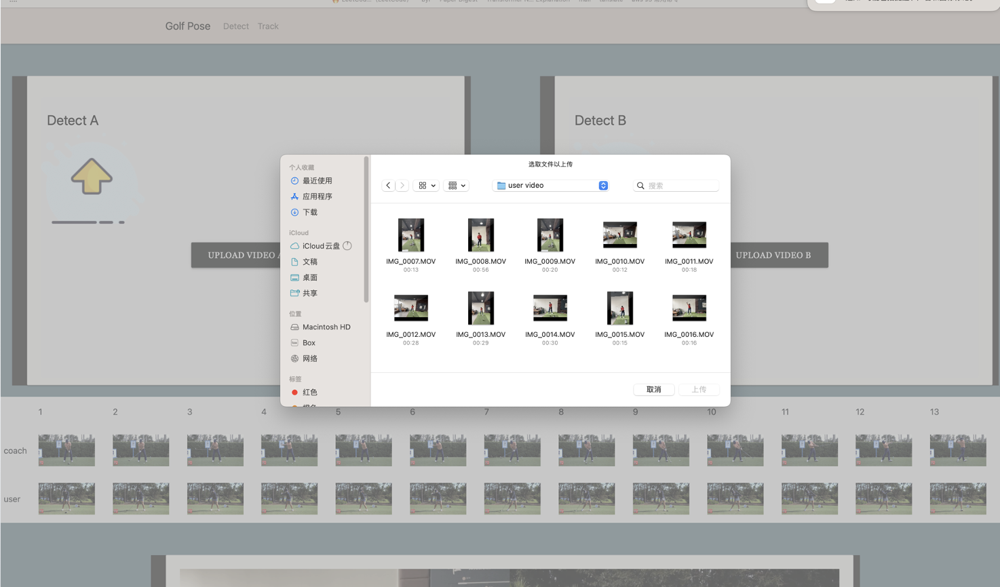 Golf Pose Detect Track
Detect A
Detect B
UPLOAD VIDEO
UPLOAD VIDEO B
个人收藏
最近使用
应用程序
下载
iCloud
iCloud云盘
文稿
桌面
共享
位置
Macintosh HD
Box
网络
标签
红色
选取文件以上传
user video
搜索
IMG_0007.MOV IMG_0008.MOV IMG_0009.MOV IMG_0010.MOV IMG_0011.MOV
00:13 00:56 00:20 00:12 00:18
IMG_0012.MOV IMG_0013.MOV IMG_0014.MOV IMG_0015.MOV IMG_0016.MOV
00:28 00:29 00:30 00:15 00:16
取消 上传
1 2 3 4 5 6 7 8 9 10 11 12 13
coach
user